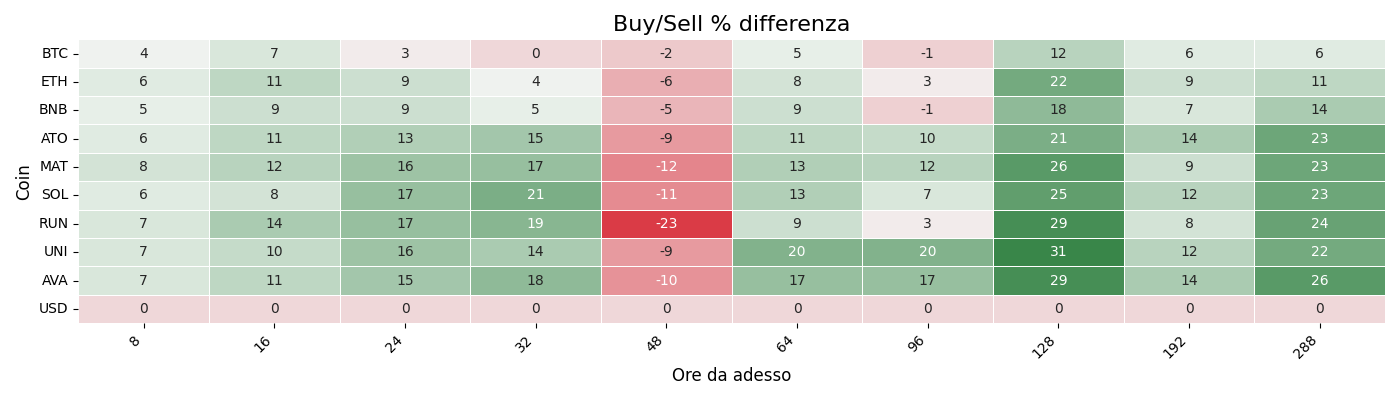 Buy/Sell % differenza
Coin
BTC 4 7 3 0 -2 5 -1 12 6 6
ETH 6 11 9 4 -6 8 3 22 9 11
BNB 5 9 9 5 -5 9 -1 18 7 14
ATO 6 11 13 15 -9 11 10 21 14 23
MAT 8 12 16 17 -12 13 12 26 9 23
SOL 6 8 17 21 -11 13 7 25 12 23
RUN 7 14 17 19 -23 9 3 29 8 24
UNI 7 10 16 14 -9 20 20 31 12 22
AVA 7 11 15 18 -10 17 17 29 14 26
USD 0 0 0 0 0 0 0 0 0 0
8 16 24 32 48 64 96 128 192 288
Ore da adesso